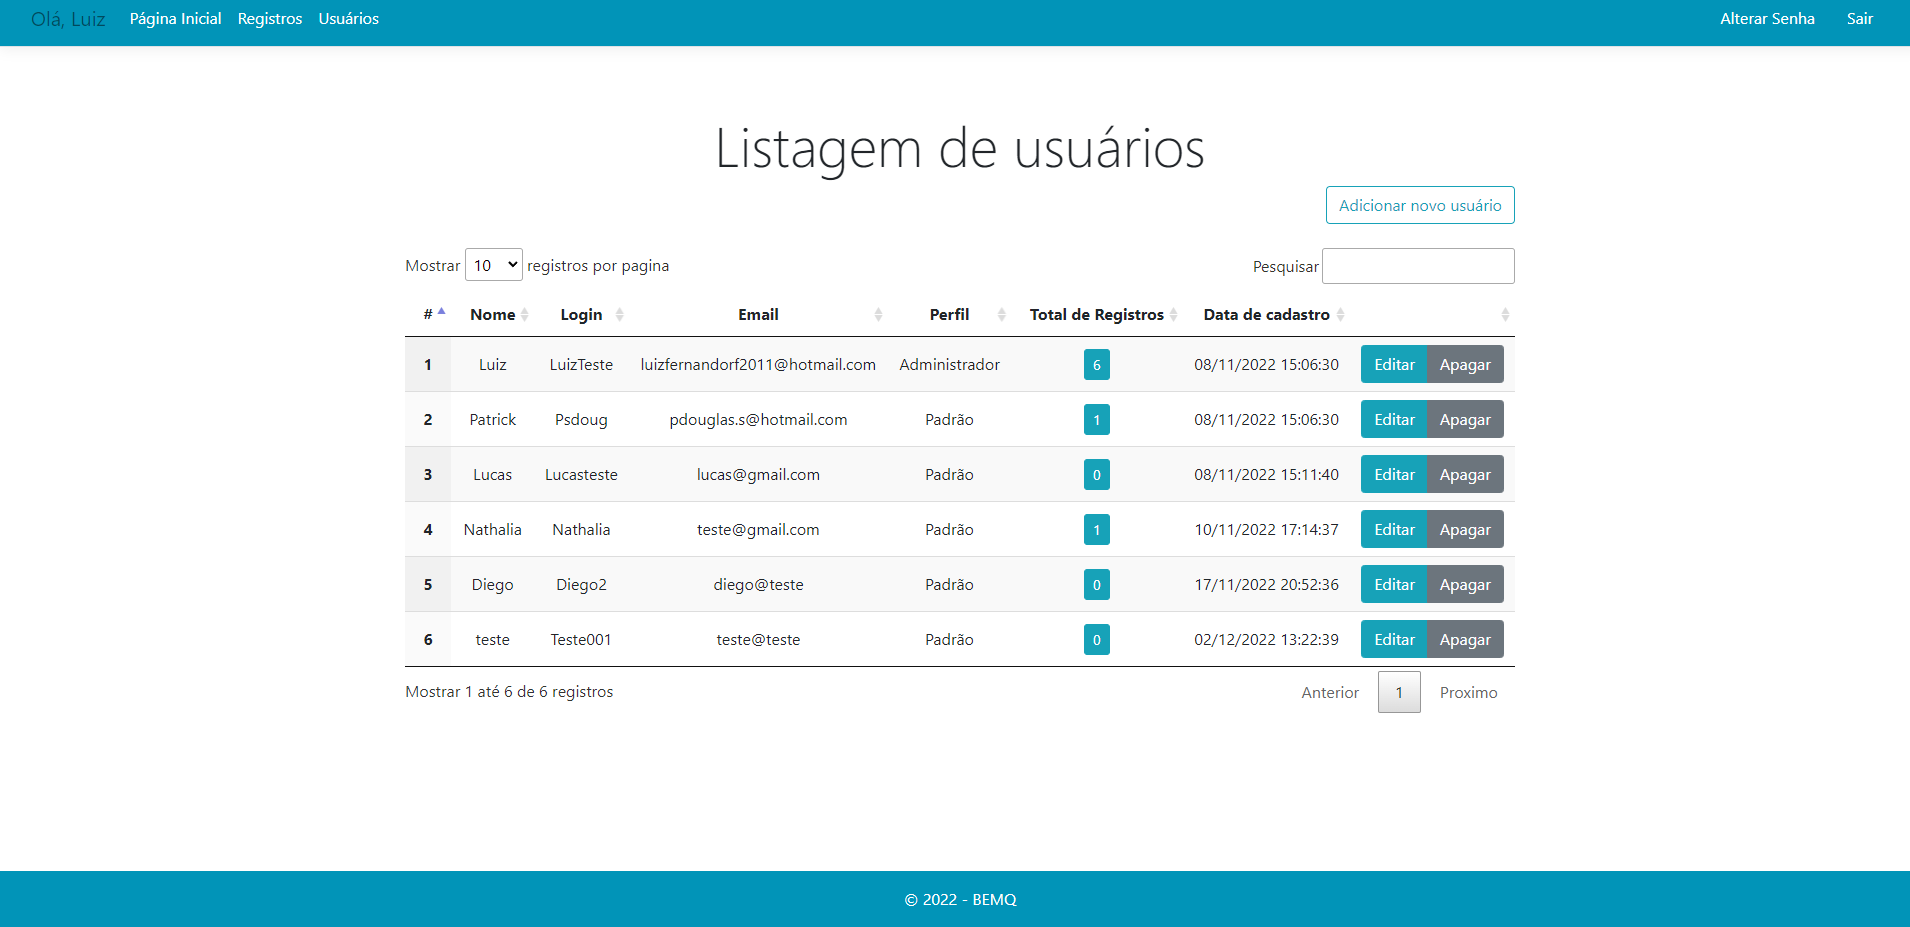 Olá, Luiz Página Inicial Registros Usuários Alterar Senha Sair
Listagem de usuários
Adicionar novo usuário
Mostrar 10 registros por pagina Pesquisar
# Nome Login Email Perfil Total de Registros Data de cadastro
1 Luiz LuizTeste luizfernandorf2011@hotmail.com Administrador 6 08/11/2022 15:06:30 Editar Apagar
2 Patrick Psdoug pdouglas.s@hotmail.com Padrão 1 08/11/2022 15:06:30 Editar Apagar
3 Lucas Lucasteste lucas@gmail.com Padrão 0 08/11/2022 15:11:40 Editar Apagar
4 Nathalia Nathalia teste@gmail.com Padrão 1 10/11/2022 17:14:37 Editar Apagar
5 Diego Diego2 diego@teste Padrão 0 17/11/2022 20:52:36 Editar Apagar
6 teste Teste001 teste@teste Padrão 0 02/12/2022 13:22:39 Editar Apagar
Mostrar 1 até 6 de 6 registros Anterior 1 Proximo
© 2022 - BEMQ